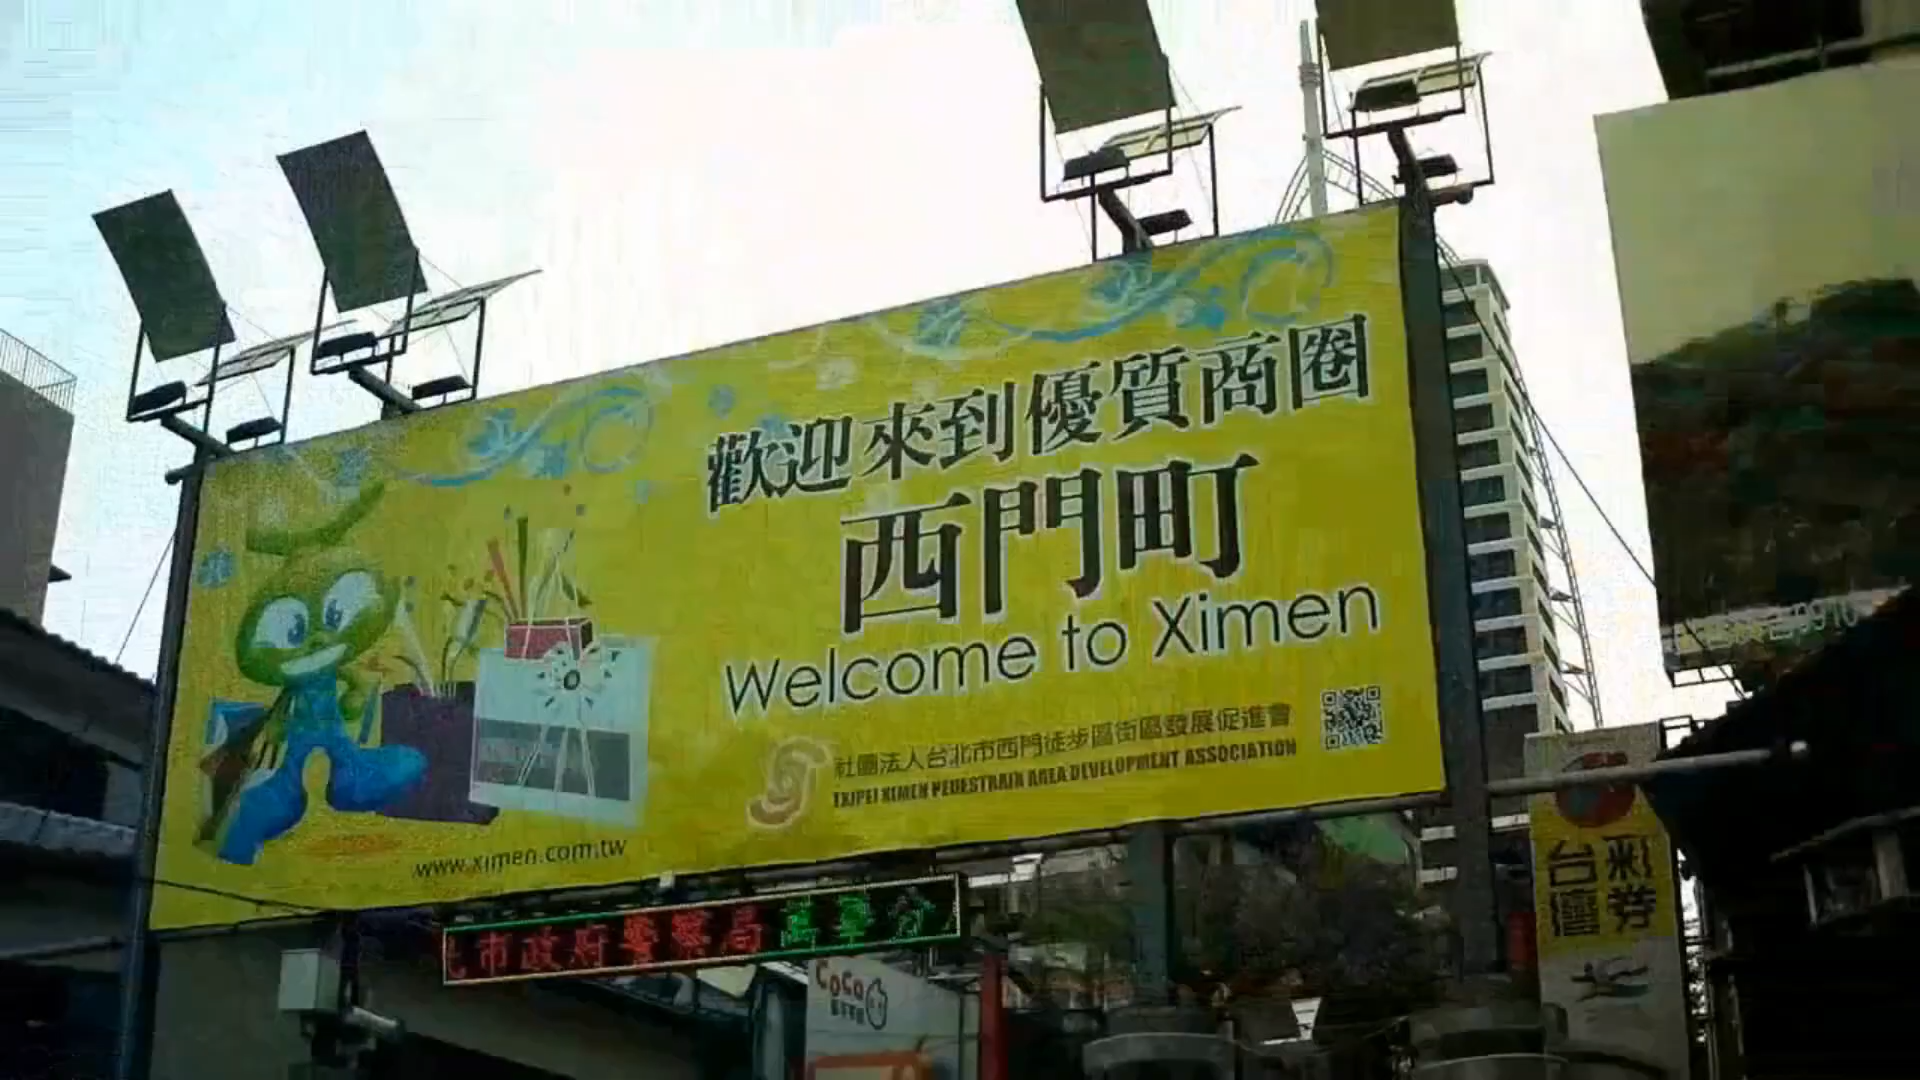 歡迎來到優質商圈
西門町
Welcome to Ximen
社團法人台北市西門徒步區街區發展促進會
TAIPEI XIMEN PEDESTRAIN AREA DEVELOPMENT ASSOCIATION
www.ximen.com.tw
北市政府警察局萬華分
CoCo
台灣彩券